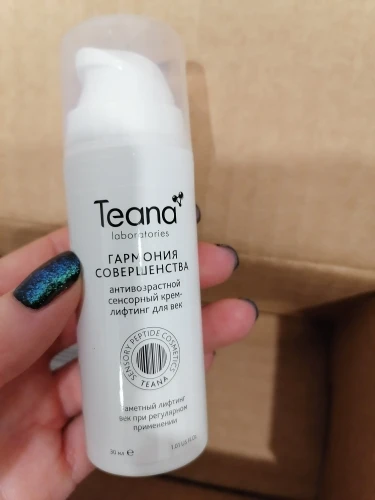 Teana
laboratories
ГАРМОНИЯ
СОВЕРШЕНСТВА
антивозрастной
сенсорный крем-
лифтинг для век
SENSORY PEPTIDE COSMETICS
TEANA
заметный лифтинг
век при регулярном
применении
30 мл ℮